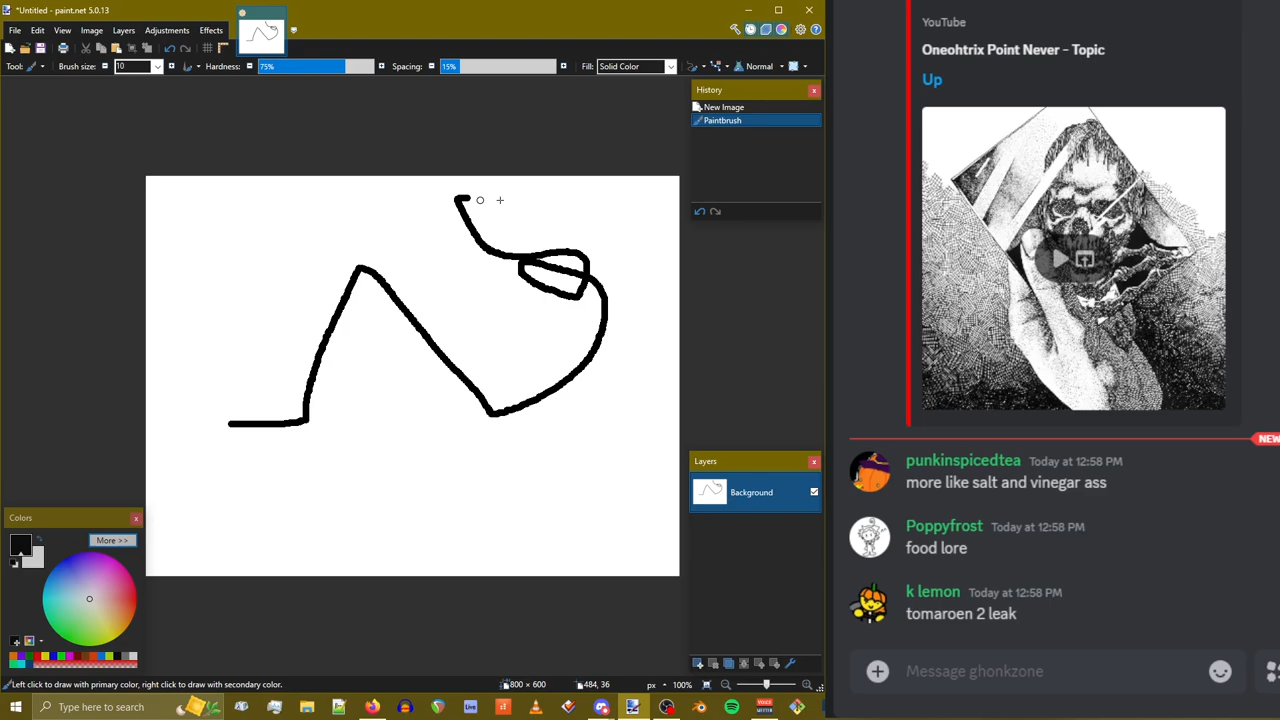 *Untitled - paint.net 5.0.13
File Edit View Image Layers Adjustments Effects
Tool: Brush size: 10 Hardness: 75% Spacing: 15% Fill: Solid Color Normal
History
New Image
Paintbrush
Layers
Background
Colors
More >>
Left click to draw with primary color, right click to draw with secondary color.
800 × 600
484, 36
px
100%
Type here to search
Live
YouTube
Oneohtrix Point Never - Topic
Up
NEW
punkinspicedtea Today at 12:58 PM
more like salt and vinegar ass
Poppyfrost Today at 12:58 PM
food lore
k lemon Today at 12:58 PM
tomaroen 2 leak
Message ghonkzone